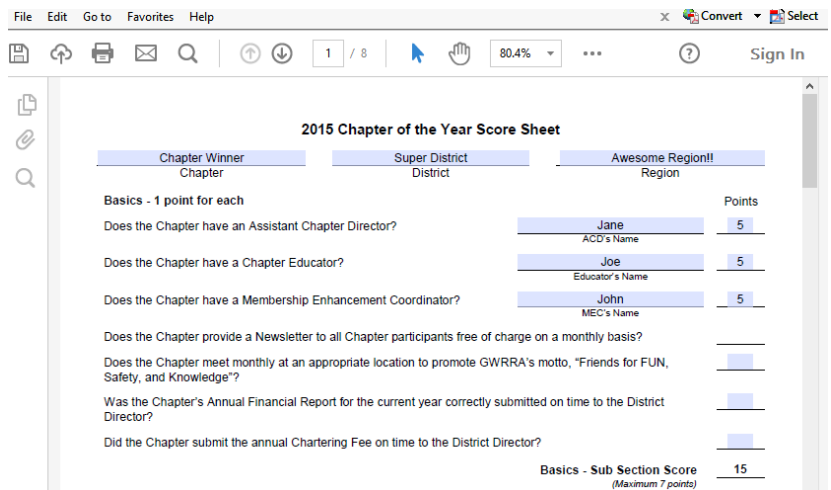 File Edit Go to Favorites Help x Convert Select
1 / 8 80.4% Sign In
2015 Chapter of the Year Score Sheet
Chapter Winner Super District Awesome Region!!
Chapter District Region
Basics - 1 point for each Points
Does the Chapter have an Assistant Chapter Director? Jane 5
ACD's Name
Does the Chapter have a Chapter Educator? Joe 5
Educator's Name
Does the Chapter have a Membership Enhancement Coordinator? John 5
MEC's Name
Does the Chapter provide a Newsletter to all Chapter participants free of charge on a monthly basis?
Does the Chapter meet monthly at an appropriate location to promote GWRRA's motto, “Friends for FUN,
Safety, and Knowledge”?
Was the Chapter's Annual Financial Report for the current year correctly submitted on time to the District
Director?
Did the Chapter submit the annual Chartering Fee on time to the District Director?
Basics - Sub Section Score 15
(Maximum 7 points)